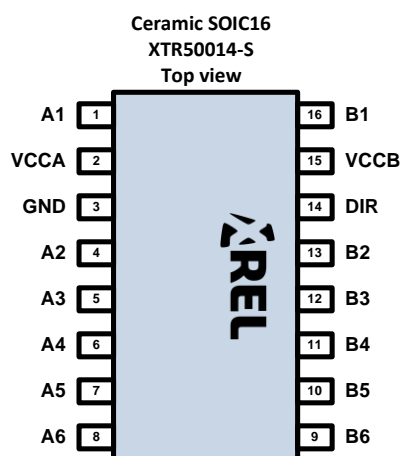 Ceramic SOIC16
XTR50014-S
Top view
A1 1 16 B1
VCCA 2 15 VCCB
GND 3 14 DIR
A2 4 13 B2
A3 5 12 B3
A4 6 11 B4
A5 7 10 B5
A6 8 9 B6
XREL